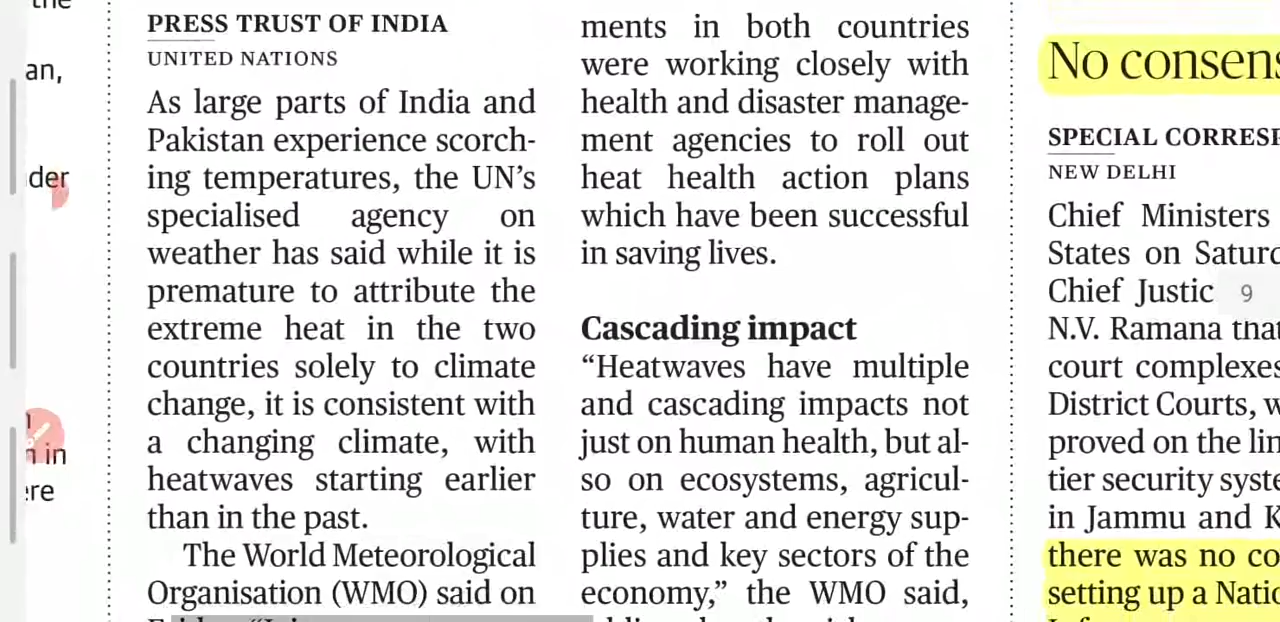 the
an,
der
n in
ere
PRESS TRUST OF INDIA
UNITED NATIONS
As large parts of India and
Pakistan experience scorch-
ing temperatures, the UN's
specialised agency on
weather has said while it is
premature to attribute the
extreme heat in the two
countries solely to climate
change, it is consistent with
a changing climate, with
heatwaves starting earlier
than in the past.
The World Meteorological
Organisation (WMO) said on
ments in both countries
were working closely with
health and disaster manage-
ment agencies to roll out
heat health action plans
which have been successful
in saving lives.
Cascading impact
“Heatwaves have multiple
and cascading impacts not
just on human health, but al-
so on ecosystems, agricul-
ture, water and energy sup-
plies and key sectors of the
economy,” the WMO said,
No consens
SPECIAL CORRESP
NEW DELHI
Chief Ministers
States on Saturd
Chief Justic
9
N.V. Ramana that
court complexes
District Courts, w
proved on the lin
tier security syste
in Jammu and K
there was no co
setting up a Natio